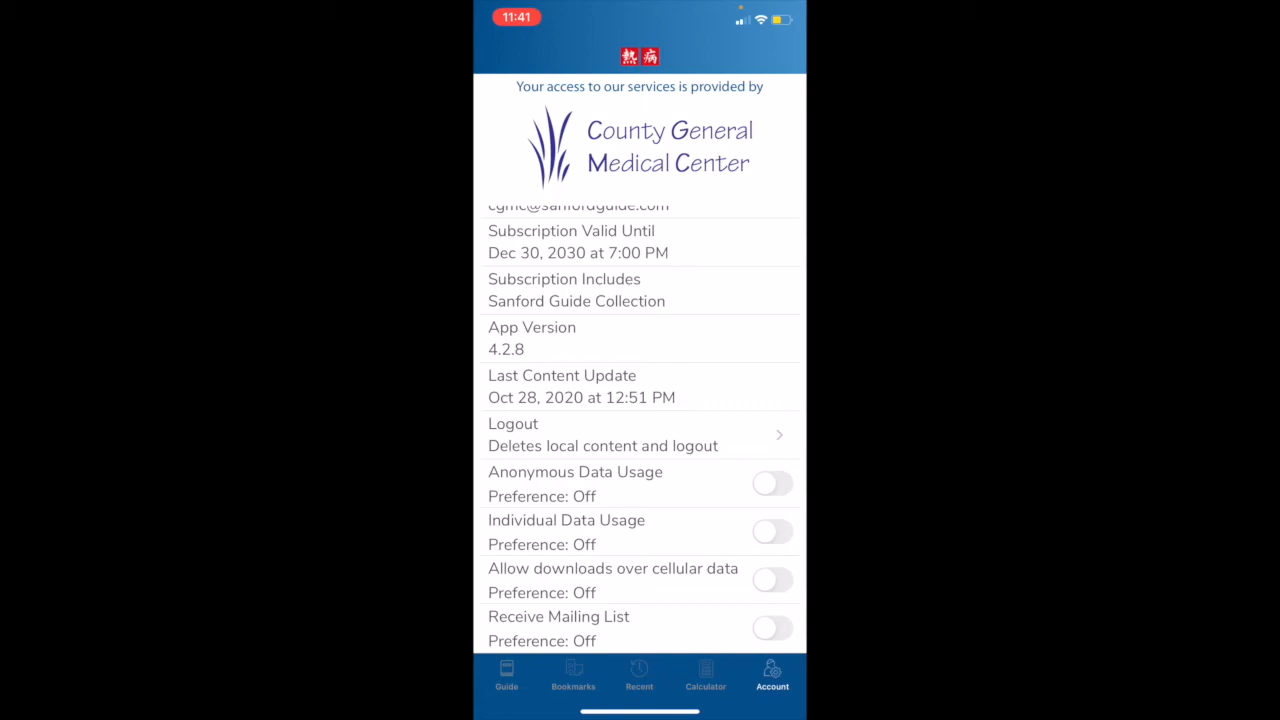 11:41
熱病
Your access to our services is provided by
County General
Medical Center
cgmc@sanfordguide.com
Subscription Valid Until
Dec 30, 2030 at 7:00 PM
Subscription Includes
Sanford Guide Collection
App Version
4.2.8
Last Content Update
Oct 28, 2020 at 12:51 PM
Logout
Deletes local content and logout
Anonymous Data Usage
Preference: Off
Individual Data Usage
Preference: Off
Allow downloads over cellular data
Preference: Off
Receive Mailing List
Preference: Off
Guide Bookmarks Recent Calculator Account